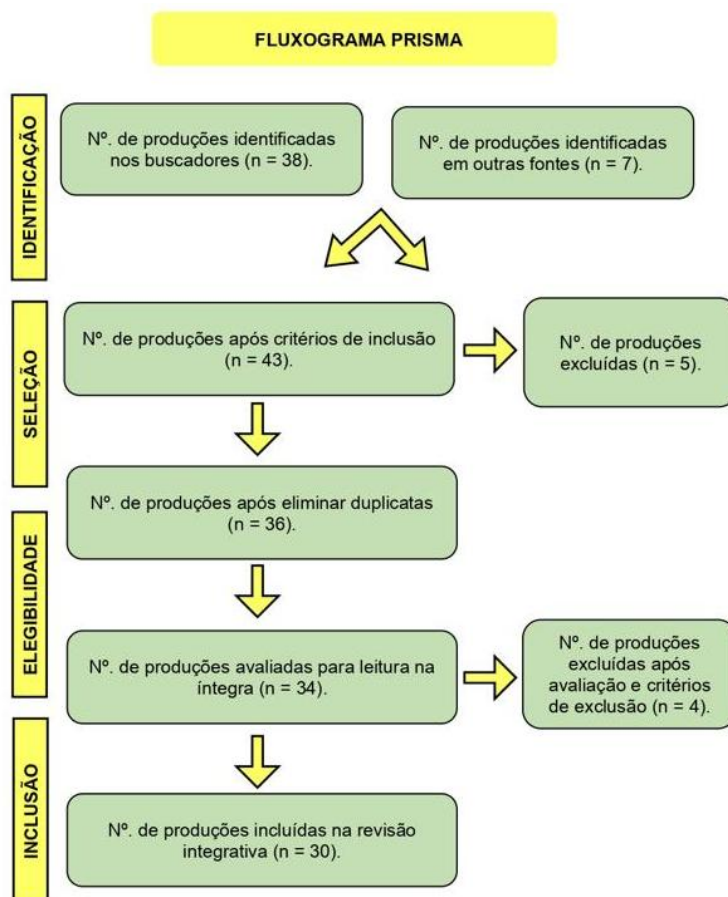 FLUXOGRAMA PRISMA
IDENTIFICAÇÃO
Nº. de produções identificadas
nos buscadores (n = 38).
Nº. de produções identificadas
em outras fontes (n = 7).
SELEÇÃO
Nº. de produções após critérios de inclusão
(n = 43).
Nº. de produções
excluídas (n = 5).
Nº. de produções após eliminar duplicatas
(n = 36).
ELEGIBILIDADE
Nº. de produções avaliadas para leitura na
íntegra (n = 34).
Nº. de produções
excluídas após
avaliação e critérios
de exclusão (n = 4).
INCLUSÃO
Nº. de produções incluídas na revisão
integrativa (n = 30).